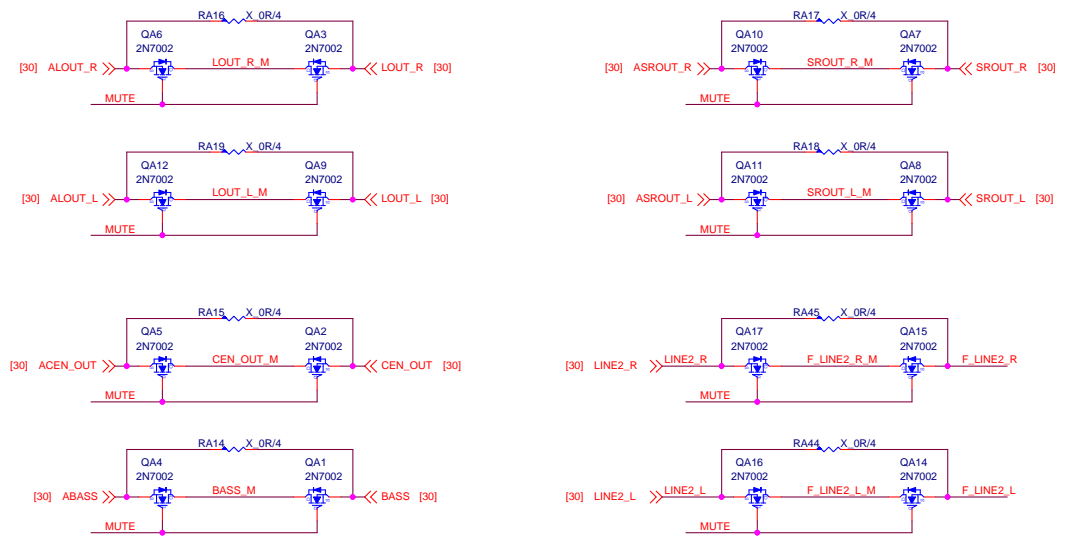 RA16 X_0R/4
QA6 QA3
2N7002 2N7002
[30] ALOUT_R LOUT_R_M LOUT_R [30]
MUTE
RA17 X_0R/4
QA10 QA7
2N7002 2N7002
[30] ASROUT_R SROUT_R_M SROUT_R [30]
MUTE
RA19 X_0R/4
QA12 QA9
2N7002 2N7002
[30] ALOUT_L LOUT_L_M LOUT_L [30]
MUTE
RA18 X_0R/4
QA11 QA8
2N7002 2N7002
[30] ASROUT_L SROUT_L_M SROUT_L [30]
MUTE
RA15 X_0R/4
QA5 QA2
2N7002 2N7002
[30] ACEN_OUT CEN_OUT_M CEN_OUT [30]
MUTE
RA45 X_0R/4
QA17 QA15
2N7002 2N7002
[30] LINE2_R LINE2_R F_LINE2_R_M F_LINE2_R
MUTE
RA14 X_0R/4
QA4 QA1
2N7002 2N7002
[30] ABASS BASS_M BASS [30]
MUTE
RA44 X_0R/4
QA16 QA14
2N7002 2N7002
[30] LINE2_L LINE2_L F_LINE2_L_M F_LINE2_L
MUTE